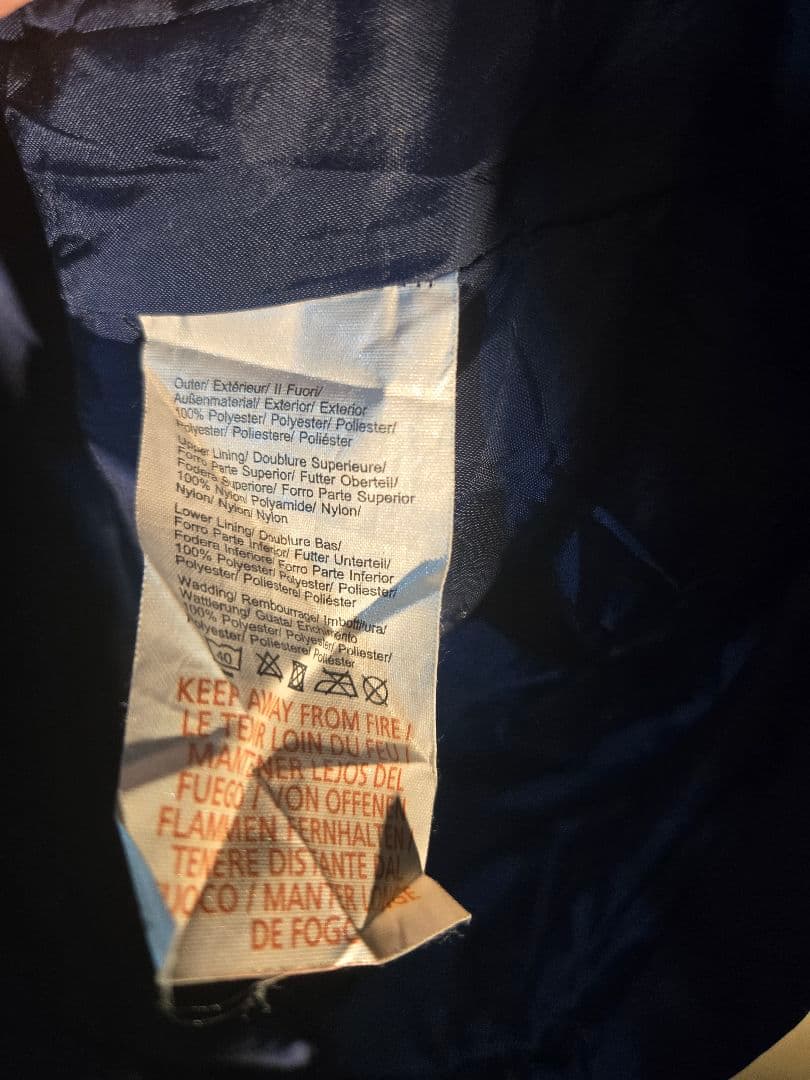 Outer/ Extérieur/ Il Fuori/
Außenmaterial/ Exterior/ Exterior
100% Polyester/ Polyester/ Poliester/
Polyester/ Poliestere/ Poliéster
Upper Lining/ Doublure Superieure/
Forro Parte Superior/ Futter Oberteil/
Fodera Superiore/ Forro Parte Superior
100% Nylon/ Polyamide/ Nylon/
Nylon/ Nylon/ Nylon
Lower Lining/ Doublure Bas/
Forro Parte Inferior/ Futter Unterteil/
Fodera Inferiore/ Forro Parte Inferior
100% Polyester/ Polyester/ Poliester/
Polyester/ Poliestere/ Poliéster
Wadding/ Rembourrage/ Imbottitura/
Wattierung/ Guata/ Enchimento
100% Polyester/ Polyester/ Poliester/
Polyester/ Poliestere/ Poliéster
40
KEEP AWAY FROM FIRE /
LE TENIR LOIN DU FEU /
MANTENER LEJOS DEL
FUEGO / VON OFFENEN
FLAMMEN FERNHALTEN /
TENERE DISTANTE DAL
FUOCO / MANTER LONGE
DE FOGO